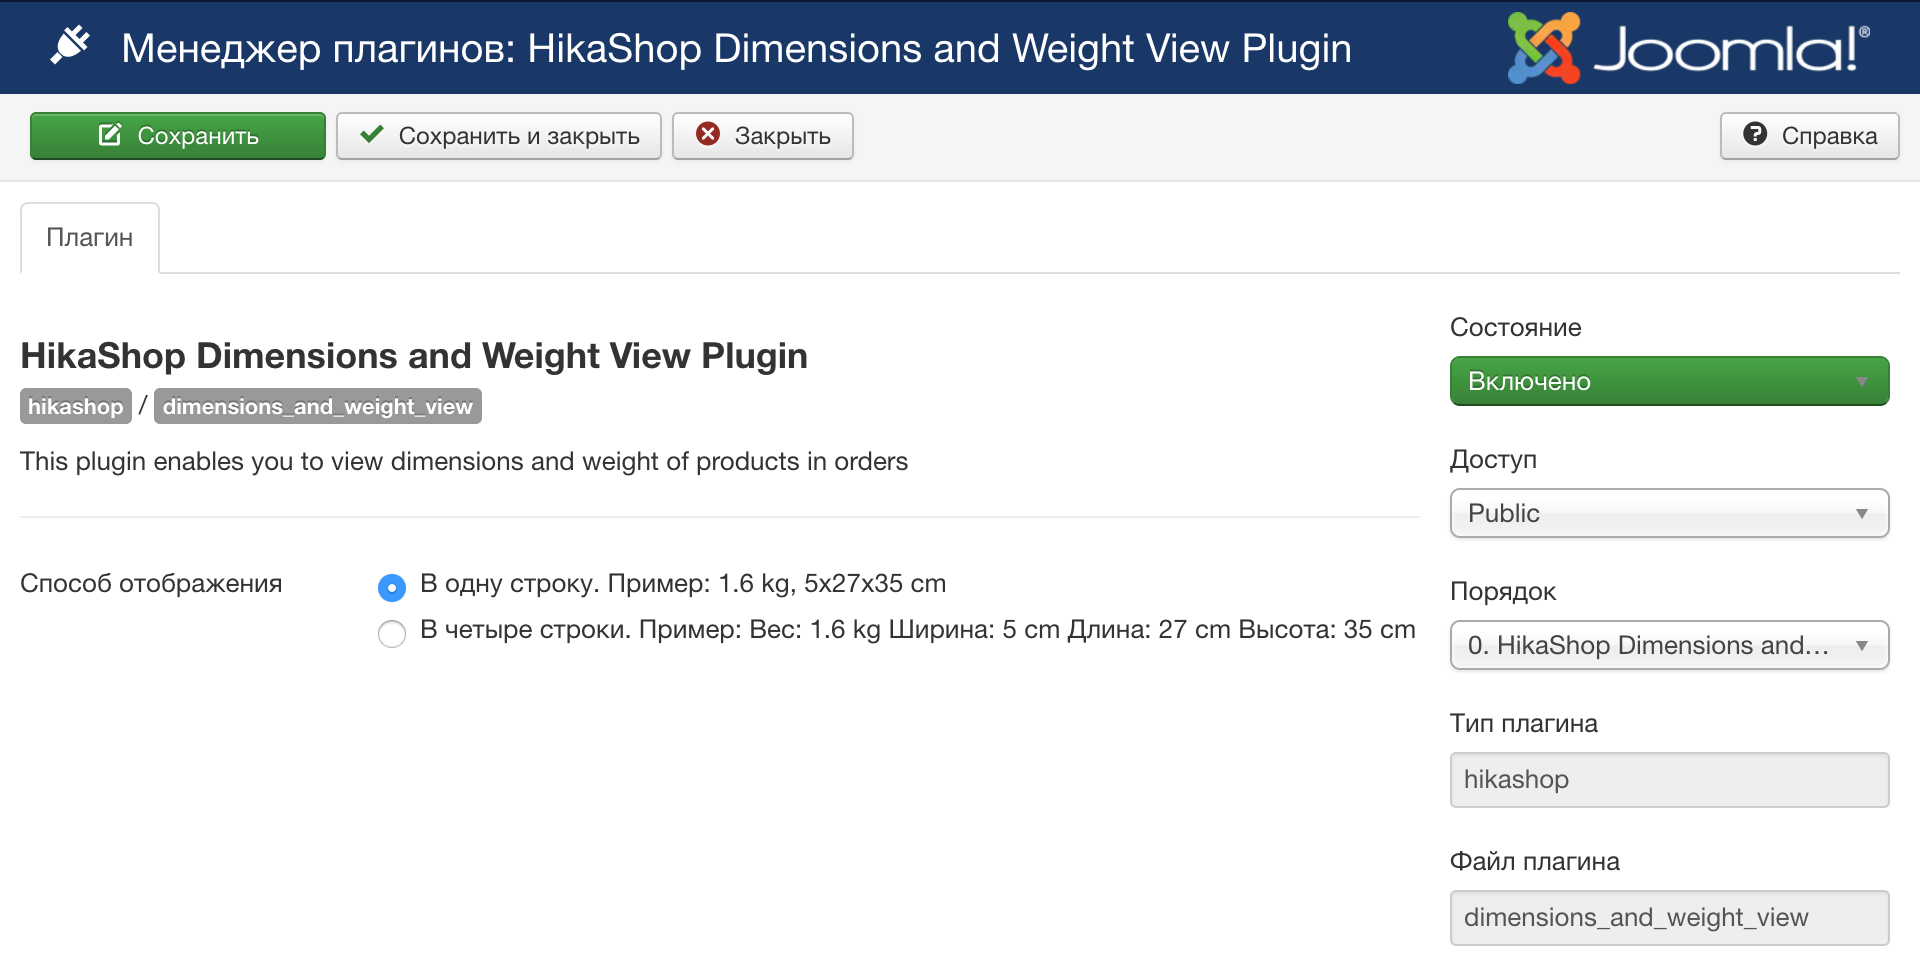 Менеджер плагинов: HikaShop Dimensions and Weight View Plugin
Joomla!®
Сохранить
Сохранить и закрыть
Закрыть
Справка
Плагин
HikaShop Dimensions and Weight View Plugin
hikashop / dimensions_and_weight_view
This plugin enables you to view dimensions and weight of products in orders
Способ отображения
В одну строку. Пример: 1.6 kg, 5x27x35 cm
В четыре строки. Пример: Вес: 1.6 kg Ширина: 5 cm Длина: 27 cm Высота: 35 cm
Состояние
Включено
Доступ
Public
Порядок
0. HikaShop Dimensions and...
Тип плагина
hikashop
Файл плагина
dimensions_and_weight_view